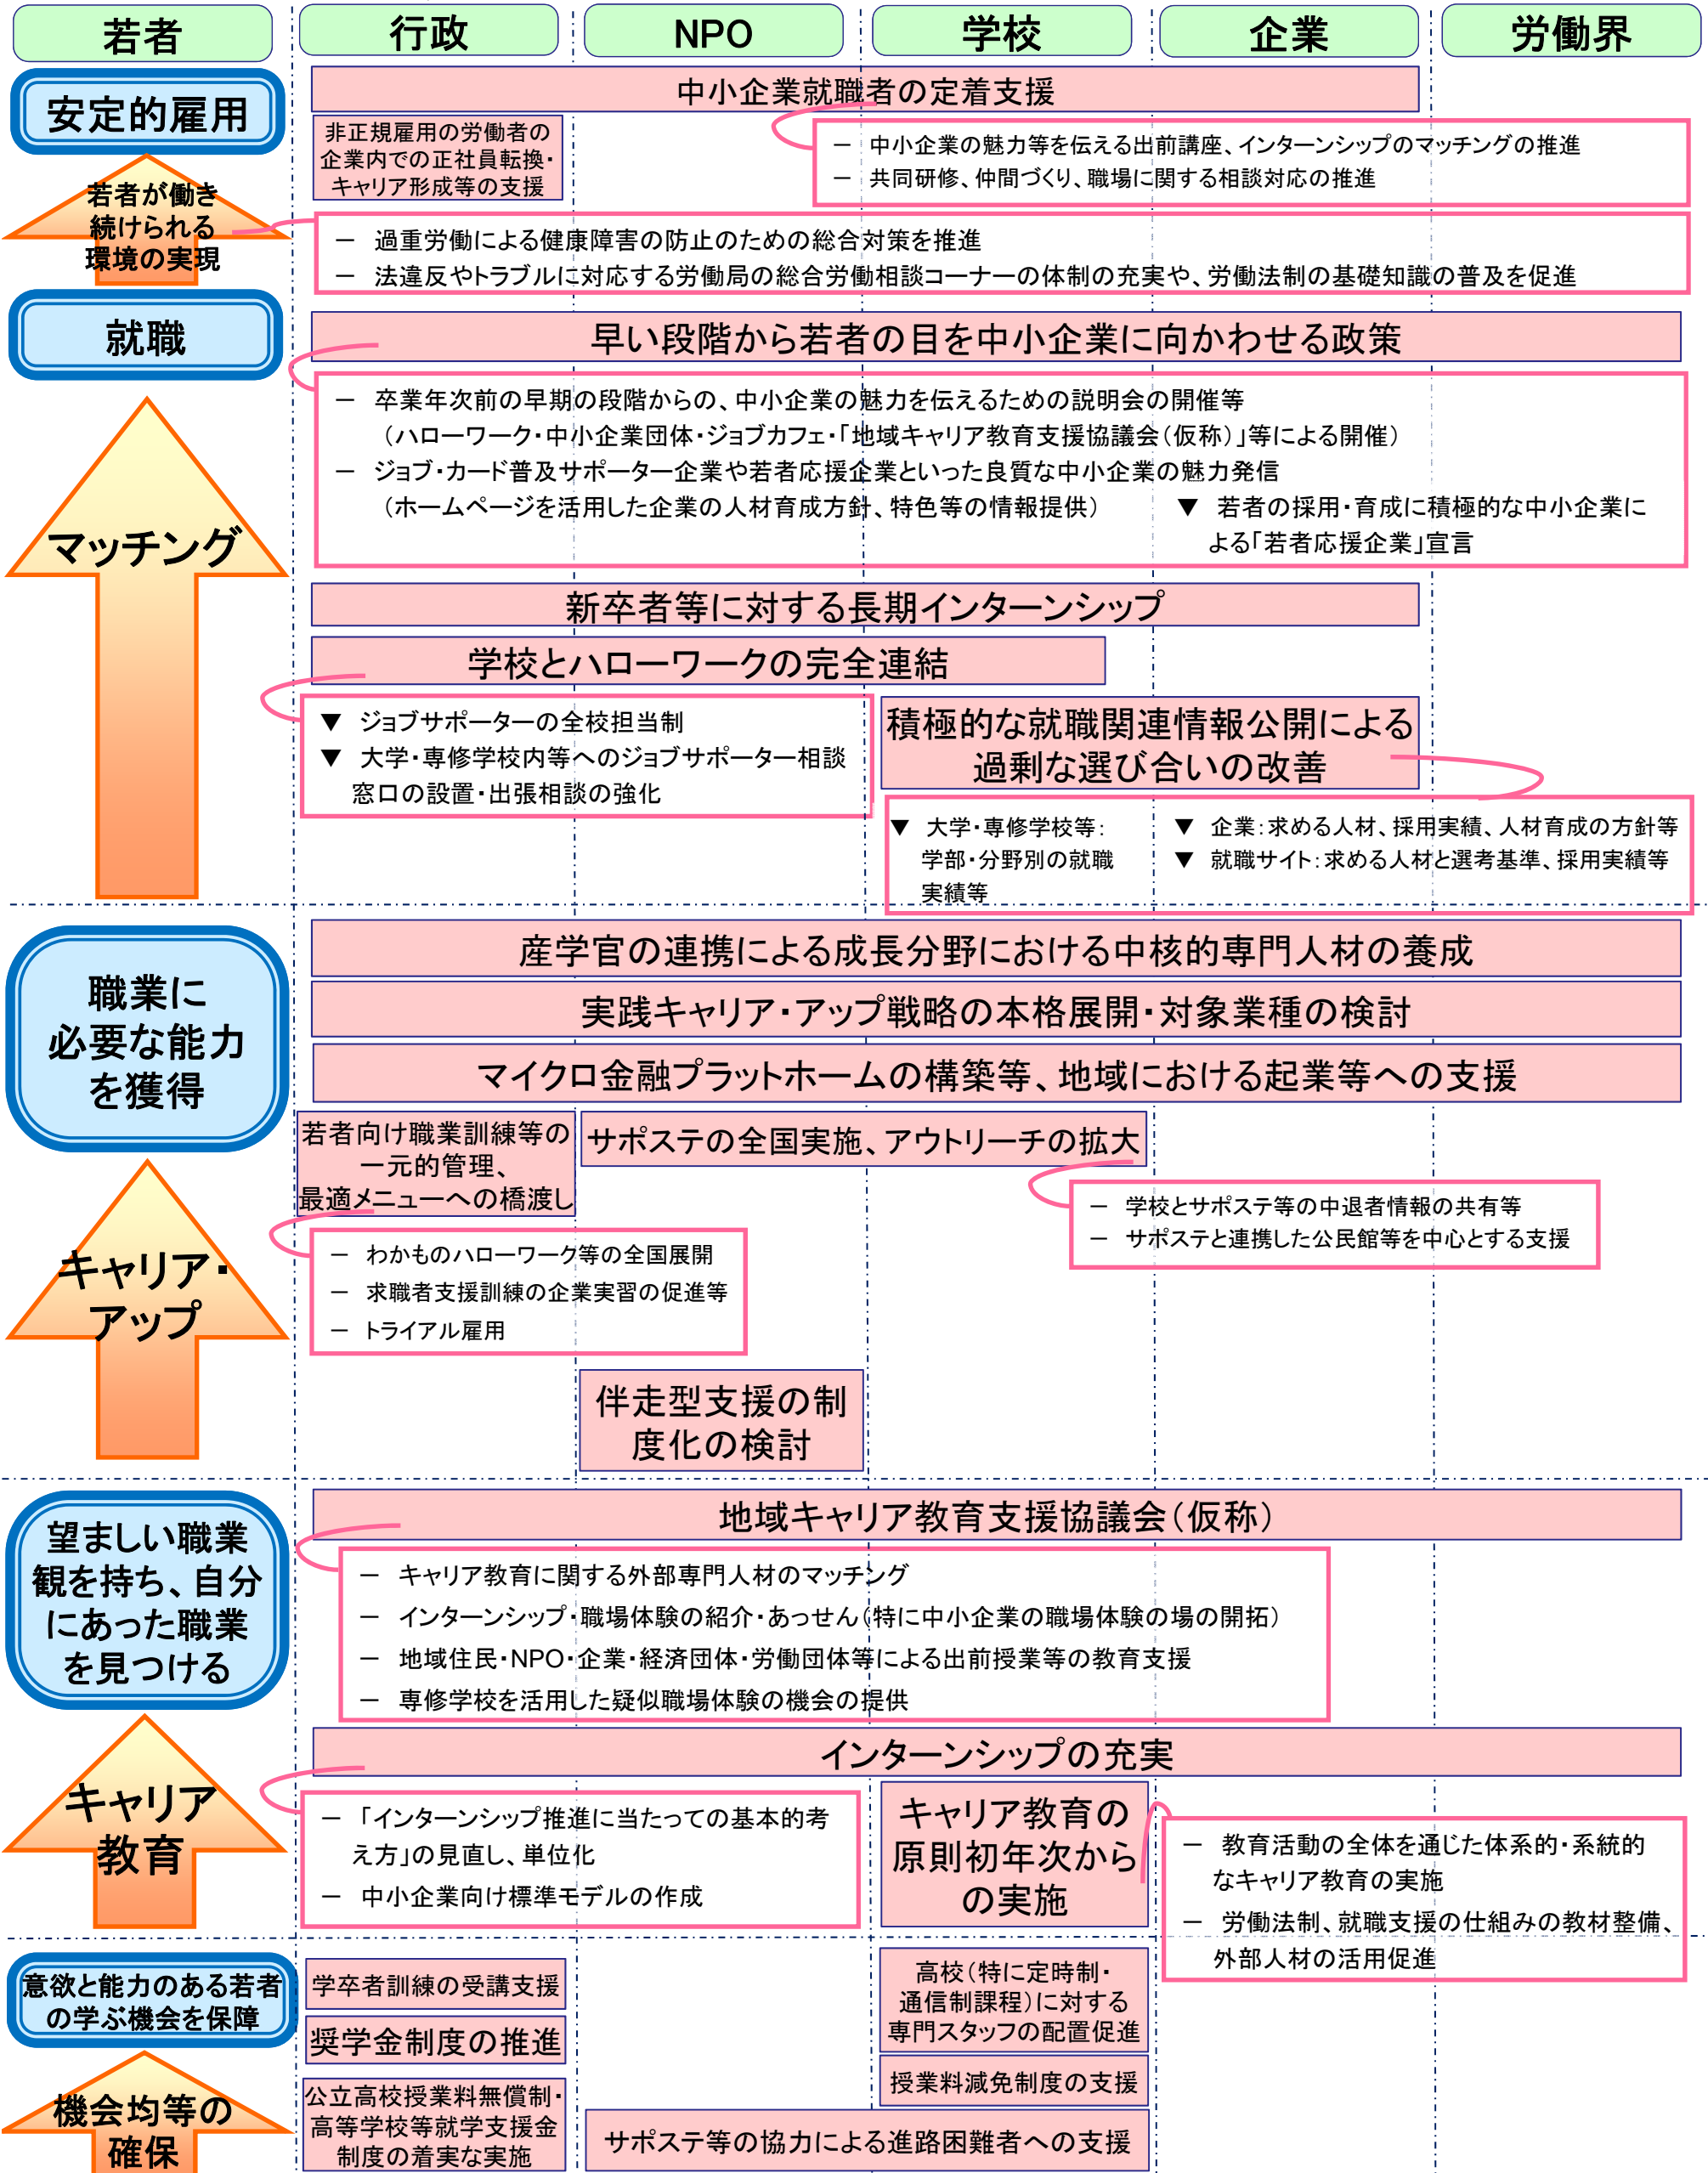 若者
行政
NPO
学校
企業
労働界
安定的雇用
中小企業就職者の定着支援
非正規雇用の労働者の
企業内での正社員転換・
キャリア形成等の支援
－ 中小企業の魅力等を伝える出前講座、インターンシップのマッチングの推進
－ 共同研修、仲間づくり、職場に関する相談対応の推進
若者が働き
続けられる
環境の実現
－ 過重労働による健康障害の防止のための総合対策を推進
－ 法違反やトラブルに対応する労働局の総合労働相談コーナーの体制の充実や、労働法制の基礎知識の普及を促進
就職
早い段階から若者の目を中小企業に向かわせる政策
－ 卒業年次前の早期の段階からの、中小企業の魅力を伝えるための説明会の開催等
（ハローワーク・中小企業団体・ジョブカフェ・「地域キャリア教育支援協議会（仮称）」等による開催）
－ ジョブ・カード普及サポーター企業や若者応援企業といった良質な中小企業の魅力発信
（ホームページを活用した企業の人材育成方針、特色等の情報提供）
▼ 若者の採用・育成に積極的な中小企業に
よる「若者応援企業」宣言
マッチング
新卒者等に対する長期インターンシップ
学校とハローワークの完全連結
▼ ジョブサポーターの全校担当制
▼ 大学・専修学校内等へのジョブサポーター相談
窓口の設置・出張相談の強化
積極的な就職関連情報公開による
過剰な選び合いの改善
▼ 大学・専修学校等：
学部・分野別の就職
実績等
▼ 企業：求める人材、採用実績、人材育成の方針等
▼ 就職サイト：求める人材と選考基準、採用実績等
職業に
必要な能力
を獲得
産学官の連携による成長分野における中核的専門人材の養成
実践キャリア・アップ戦略の本格展開・対象業種の検討
マイクロ金融プラットホームの構築等、地域における起業等への支援
若者向け職業訓練等の
一元的管理、
最適メニューへの橋渡し
サポステの全国実施、アウトリーチの拡大
－ 学校とサポステ等の中退者情報の共有等
－ サポステと連携した公民館等を中心とする支援
キャリア・
アップ
－ わかものハローワーク等の全国展開
－ 求職者支援訓練の企業実習の促進等
－ トライアル雇用
伴走型支援の制
度化の検討
望ましい職業
観を持ち、自分
にあった職業
を見つける
地域キャリア教育支援協議会（仮称）
－ キャリア教育に関する外部専門人材のマッチング
－ インターンシップ・職場体験の紹介・あっせん（特に中小企業の職場体験の場の開拓）
－ 地域住民・NPO・企業・経済団体・労働団体等による出前授業等の教育支援
－ 専修学校を活用した疑似職場体験の機会の提供
インターンシップの充実
キャリア
教育
－ 「インターンシップ推進に当たっての基本的考
え方」の見直し、単位化
－ 中小企業向け標準モデルの作成
キャリア教育の
原則初年次から
の実施
－ 教育活動の全体を通じた体系的・系統的
なキャリア教育の実施
－ 労働法制、就職支援の仕組みの教材整備、
外部人材の活用促進
意欲と能力のある若者
の学ぶ機会を保障
学卒者訓練の受講支援
奨学金制度の推進
公立高校授業料無償制・
高等学校等就学支援金
制度の着実な実施
高校（特に定時制・
通信制課程）に対する
専門スタッフの配置促進
授業料減免制度の支援
サポステ等の協力による進路困難者への支援
機会均等の
確保